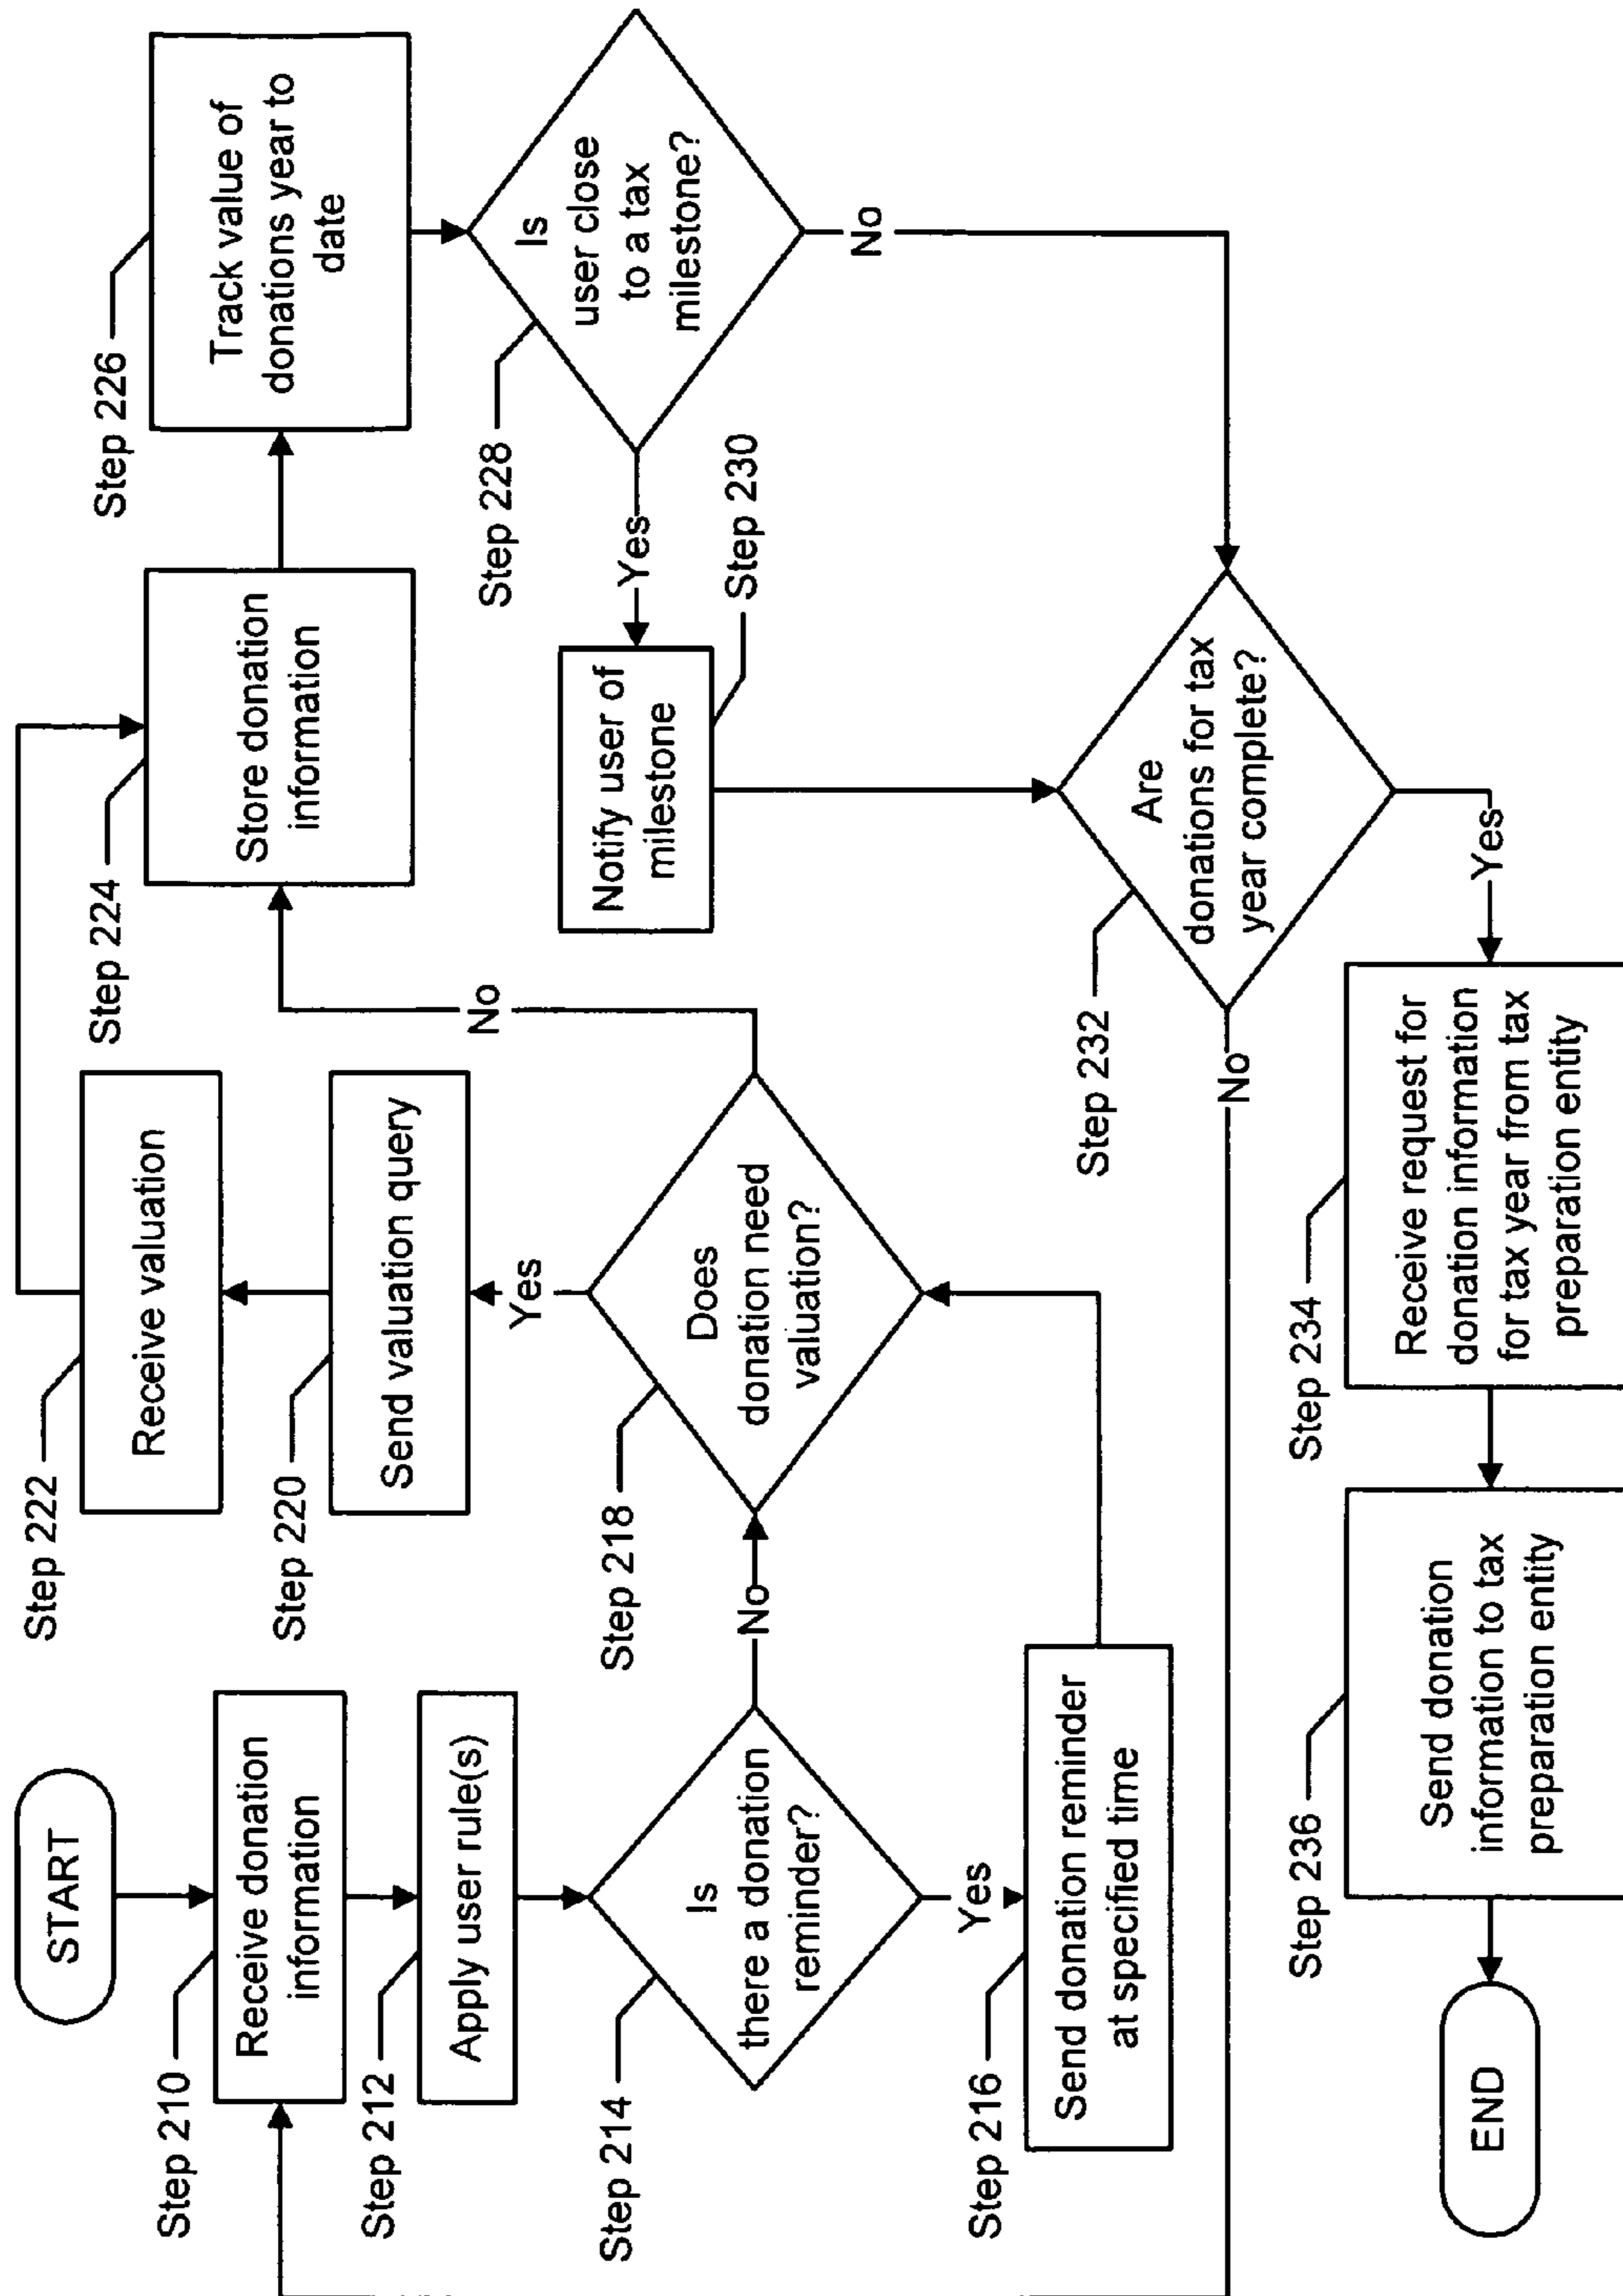 START
Step 210
Receive donation
information
Step 212
Apply user rule(s)
Step 214
Is
there a donation
reminder?
No
Yes
Step 216
Send donation reminder
at specified time
Step 218
Does
donation need
valuation?
Yes
No
Step 220
Send valuation query
Step 222
Receive valuation
Step 224
Store donation
information
Step 226
Track value of
donations year to
date
Step 228
Is
user close
to a tax
milestone?
Yes
No
Step 230
Notify user of
milestone
Step 232
Are
donations for tax
year complete?
No
Yes
Step 234
Receive request for
donation information
for tax year from tax
preparation entity
Step 236
Send donation
information to tax
preparation entity
END